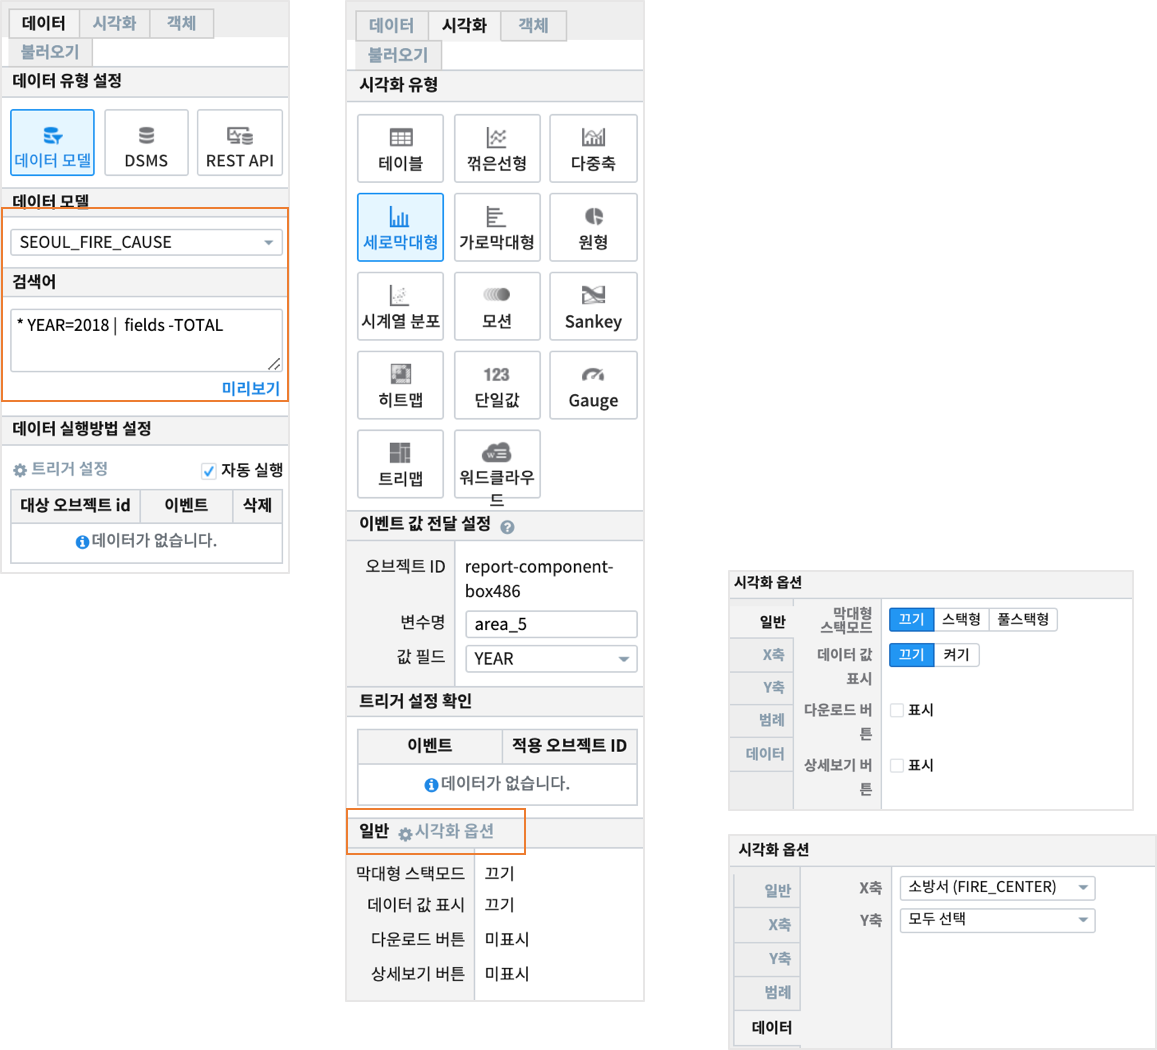 데이터 시각화 객체
불러오기
데이터 유형 설정
데이터 모델 DSMS REST API
데이터 모델
SEOUL_FIRE_CAUSE
검색어
* YEAR=2018 | fields -TOTAL
미리보기
데이터 실행방법 설정
트리거 설정 자동 실행
대상 오브젝트 id 이벤트 삭제
데이터가 없습니다.
데이터 시각화 객체
불러오기
시각화 유형
테이블 꺾은선형 다중축
세로막대형 가로막대형 원형
시계열 분포 모션 Sankey
123
히트맵 단일값 Gauge
W
트리맵 워드클라우
드
이벤트 값 전달 설정 ?
오브젝트 ID report-component-
box486
변수명 area_5
값 필드 YEAR
트리거 설정 확인
이벤트 적용 오브젝트 ID
데이터가 없습니다.
일반 시각화 옵션
막대형 스택모드 끄기
데이터 값 표시 끄기
다운로드 버튼 미표시
상세보기 버튼 미표시
시각화 옵션
일반
X축
Y축
범례
데이터
막대형
스택모드
끄기 스택형 풀스택형
데이터 값
표시
끄기 켜기
다운로드 버
튼
표시
상세보기 버
튼
표시
시각화 옵션
일반
X축
Y축
범례
데이터
X축 소방서 (FIRE_CENTER)
Y축 모두 선택